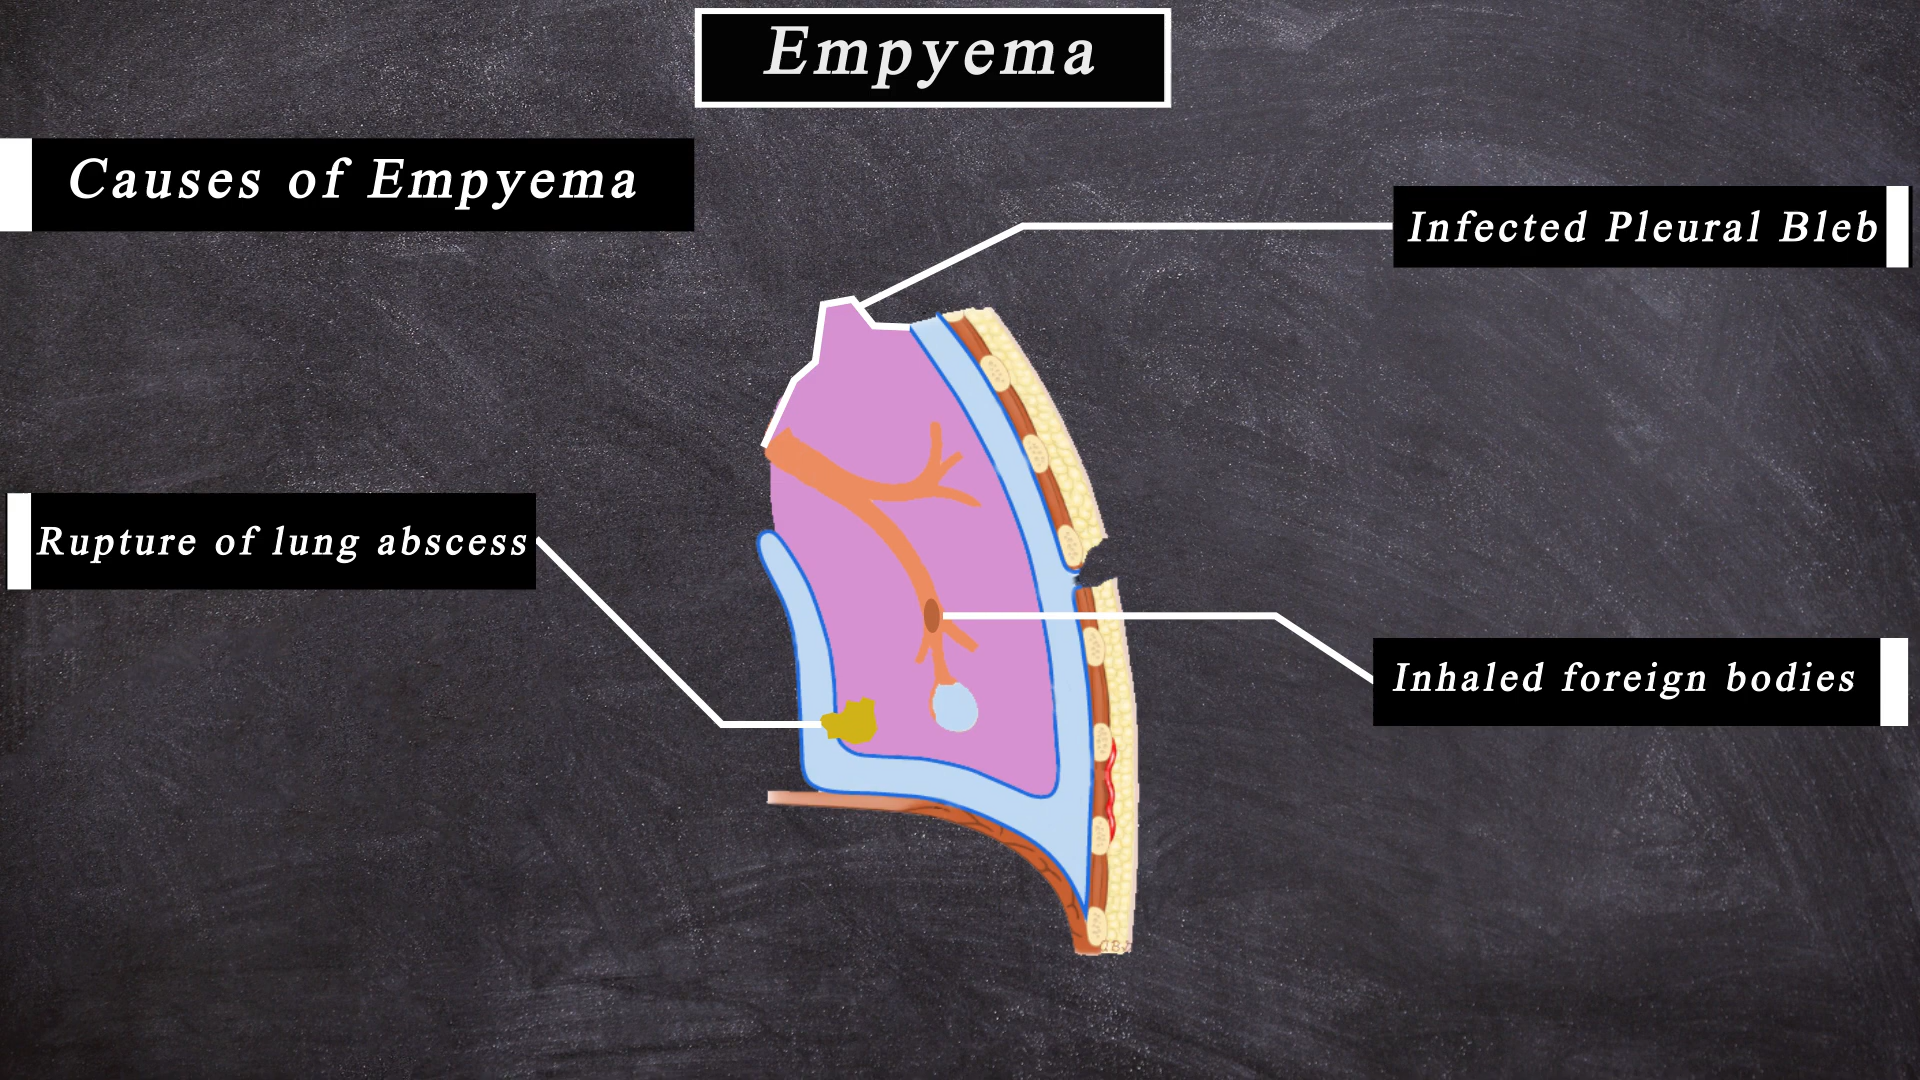 Empyema
Causes of Empyema
Infected Pleural Bleb
Rupture of lung abscess
Inhaled foreign bodies